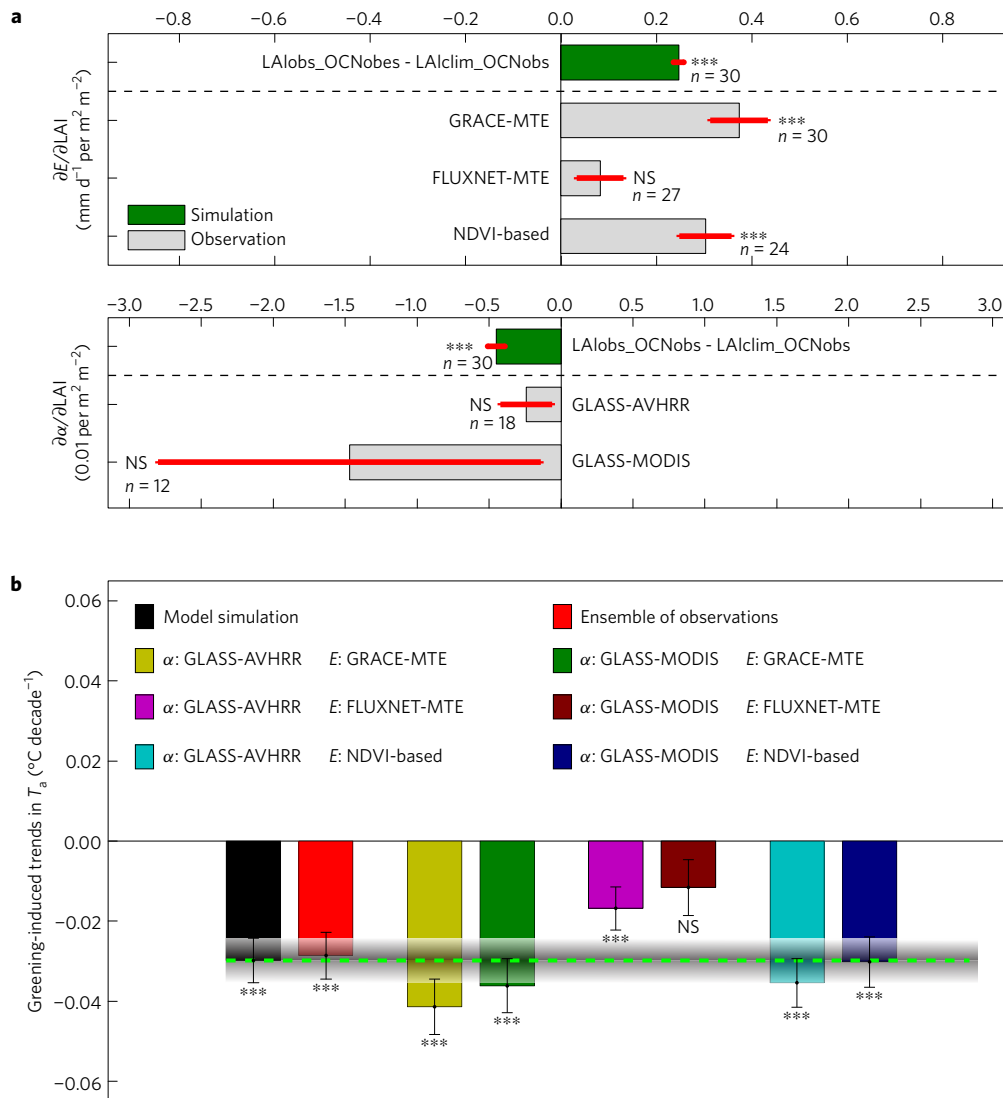 a
−0.8 −0.6 −0.4 −0.2 0.0 0.2 0.4 0.6 0.8
LAIobs_OCNobes - LAIclim_OCNobs
***
n = 30
GRACE-MTE
***
n = 30
FLUXNET-MTE
NS
n = 27
NDVI-based
***
n = 24
∂E/∂LAI
(mm d−1 per m2 m−2)
Simulation
Observation
−3.0 −2.5 −2.0 −1.5 −1.0 −0.5 0.0 0.5 1.0 1.5 2.0 2.5 3.0
***
n = 30
LAIobs_OCNobs - LAIclim_OCNobs
NS
n = 18
GLASS-AVHRR
NS
n = 12
GLASS-MODIS
∂α/∂LAI
(0.01 per m2 m−2)
b
Greening-induced trends in Ta (°C decade−1)
0.06
0.04
0.02
0.00
−0.02
−0.04
−0.06
Model simulation
Ensemble of observations
α: GLASS-AVHRR E: GRACE-MTE
α: GLASS-MODIS E: GRACE-MTE
α: GLASS-AVHRR E: FLUXNET-MTE
α: GLASS-MODIS E: FLUXNET-MTE
α: GLASS-AVHRR E: NDVI-based
α: GLASS-MODIS E: NDVI-based
***
***
***
***
***
NS
***
***